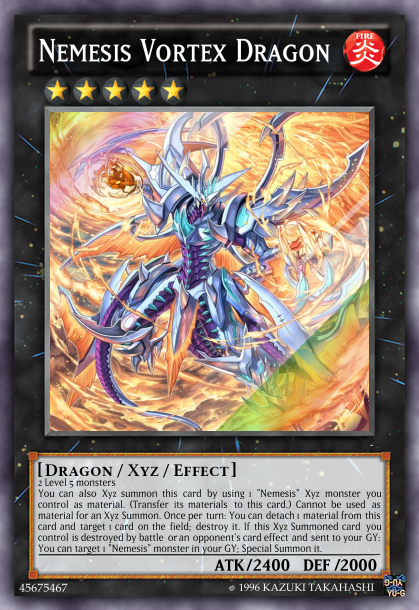 Nemesis Vortex Dragon
FIRE
炎
[Dragon / Xyz / Effect]
2 Level 5 monsters
You can also Xyz summon this card by using 1 "Nemesis" Xyz monster you
control as material. (Transfer its materials to this card.) Cannot be used as
material for an Xyz Summon. Once per turn: You can detach 1 material from this
card and target 1 card on the field; destroy it. If this Xyz Summoned card you
control is destroyed by battle or an opponent's card effect and sent to your GY:
You can target 1 "Nemesis" monster in your GY; Special Summon it.
ATK/2400 DEF/2000
45675467
© 1996 KAZUKI TAKAHASHI